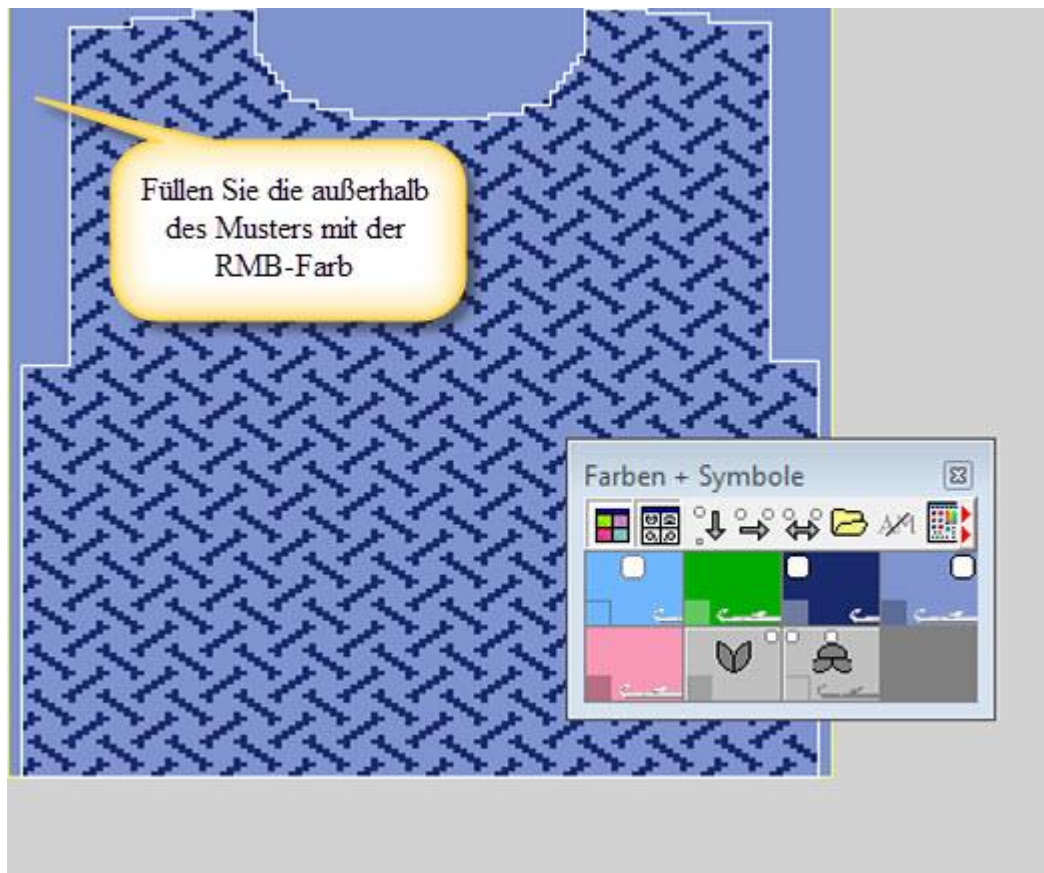 Füllen Sie die außerhalb
des Musters mit der
RMB-Farb
Farben + Symbole